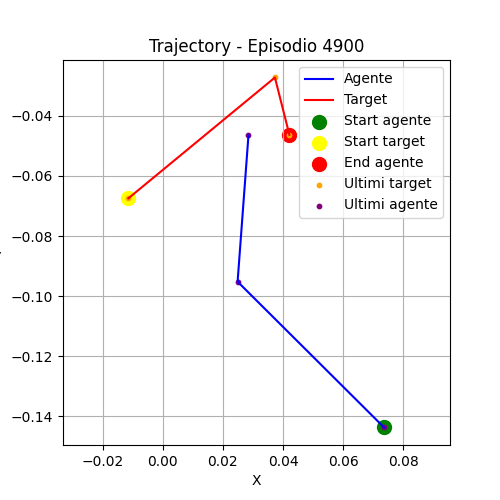 Trajectory - Episodio 4900
Agente
Target
Start agente
Start target
End agente
Ultimi target
Ultimi agente
−0.04
−0.06
−0.08
−0.10
−0.12
−0.14
−0.02
0.00
0.02
0.04
0.06
0.08
X